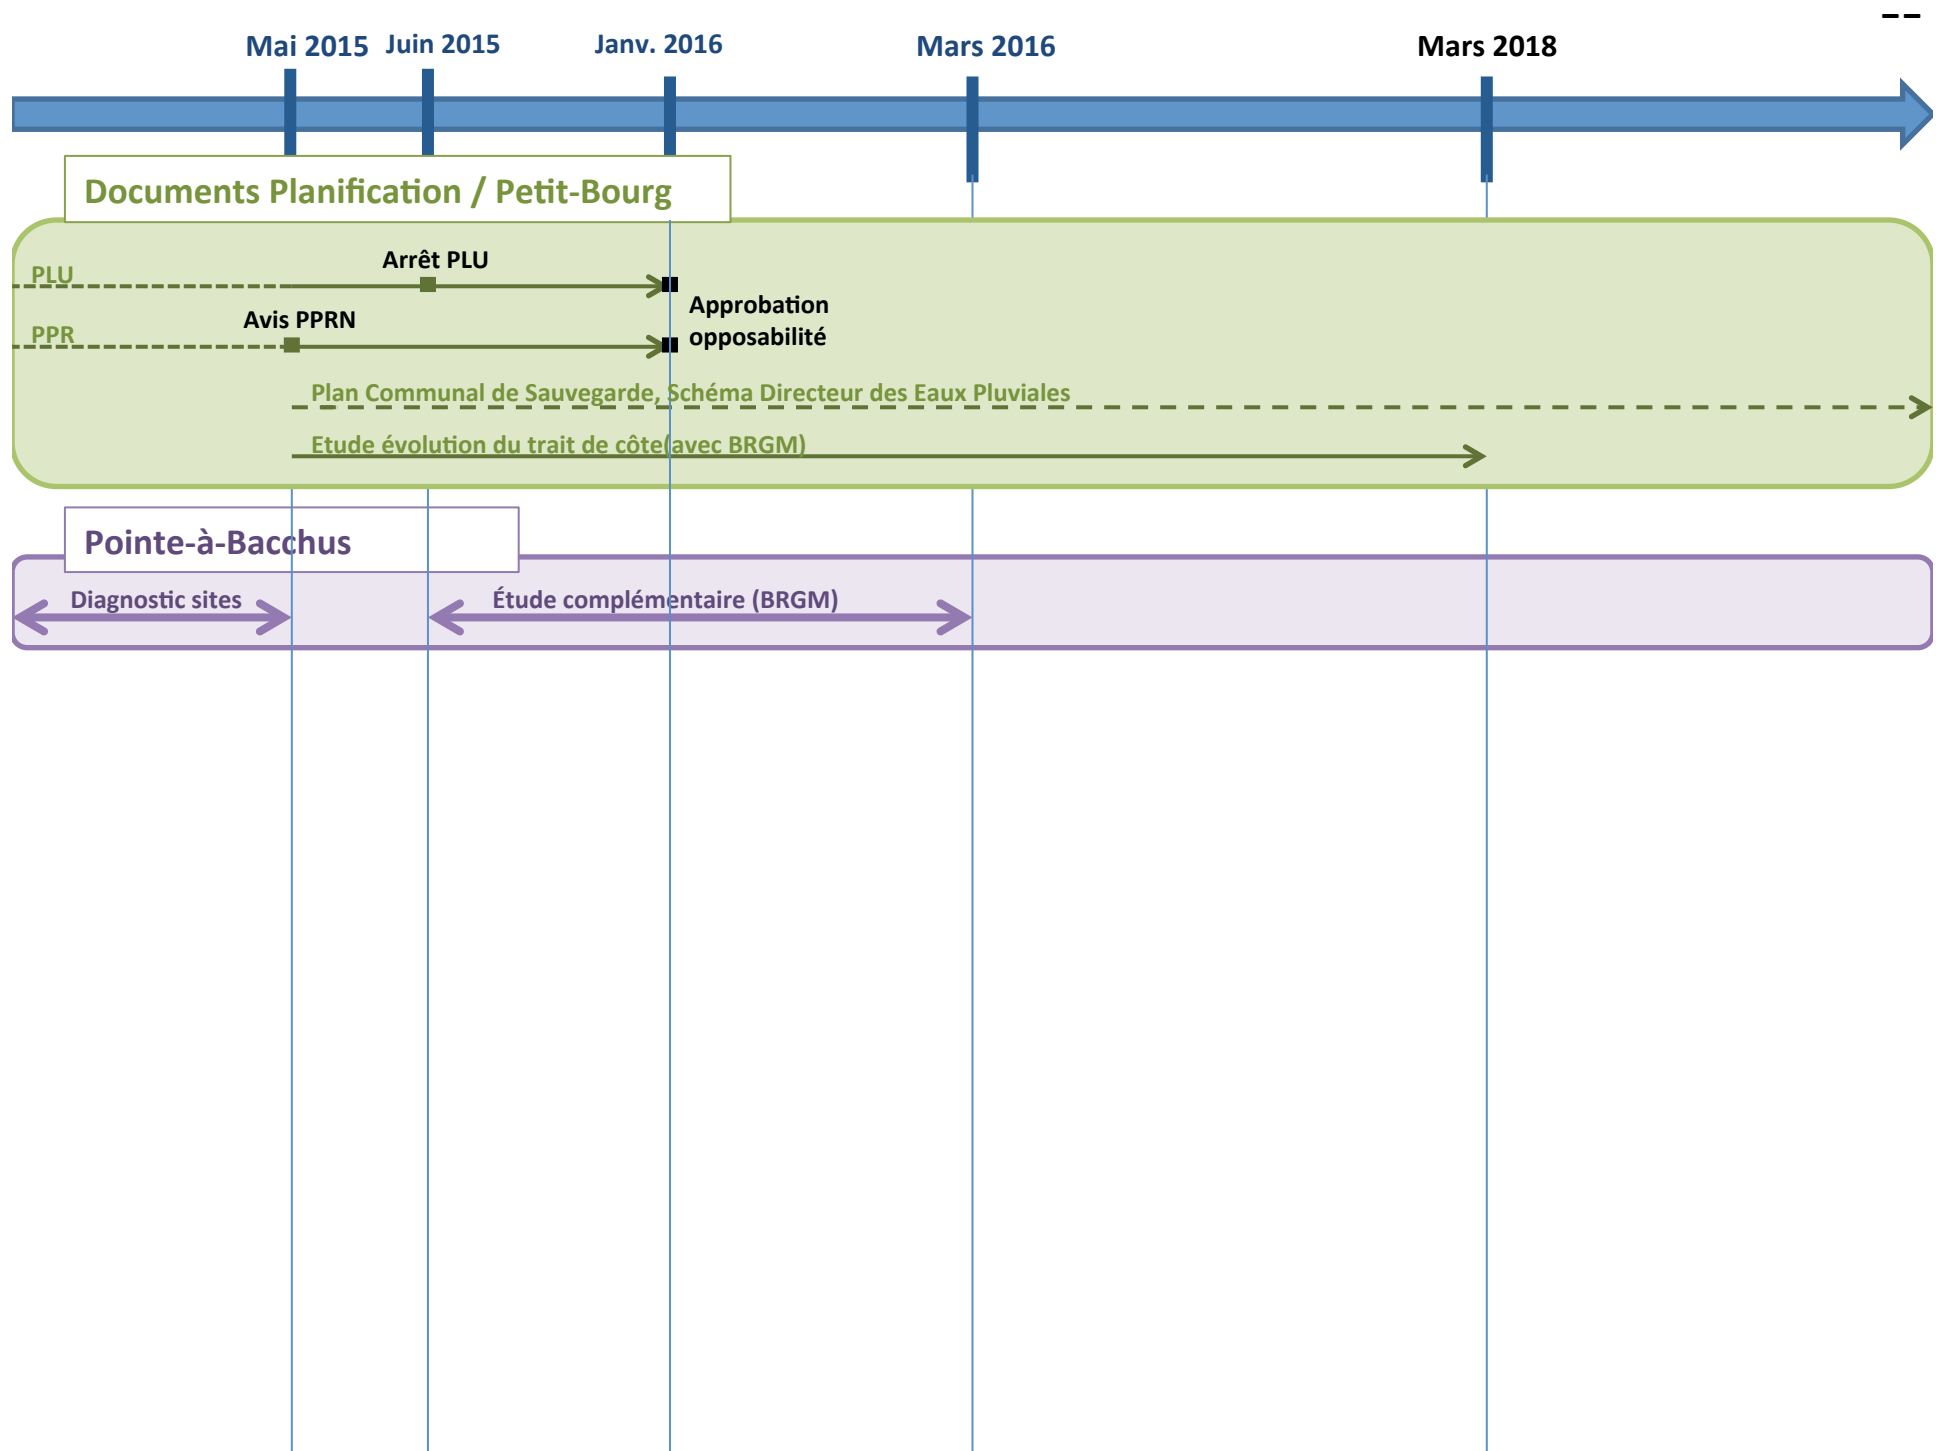 Mai 2015 Juin 2015 Janv. 2016 Mars 2016 Mars 2018
Documents Planification / Petit-Bourg
Arrêt PLU
PLU
Approbation
opposabilité
Avis PPRN
PPR
Plan Communal de Sauvegarde, Schéma Directeur des Eaux Pluviales
Etude évolution du trait de côte(avec BRGM)
Pointe-à-Bacchus
Diagnostic sites Étude complémentaire (BRGM)